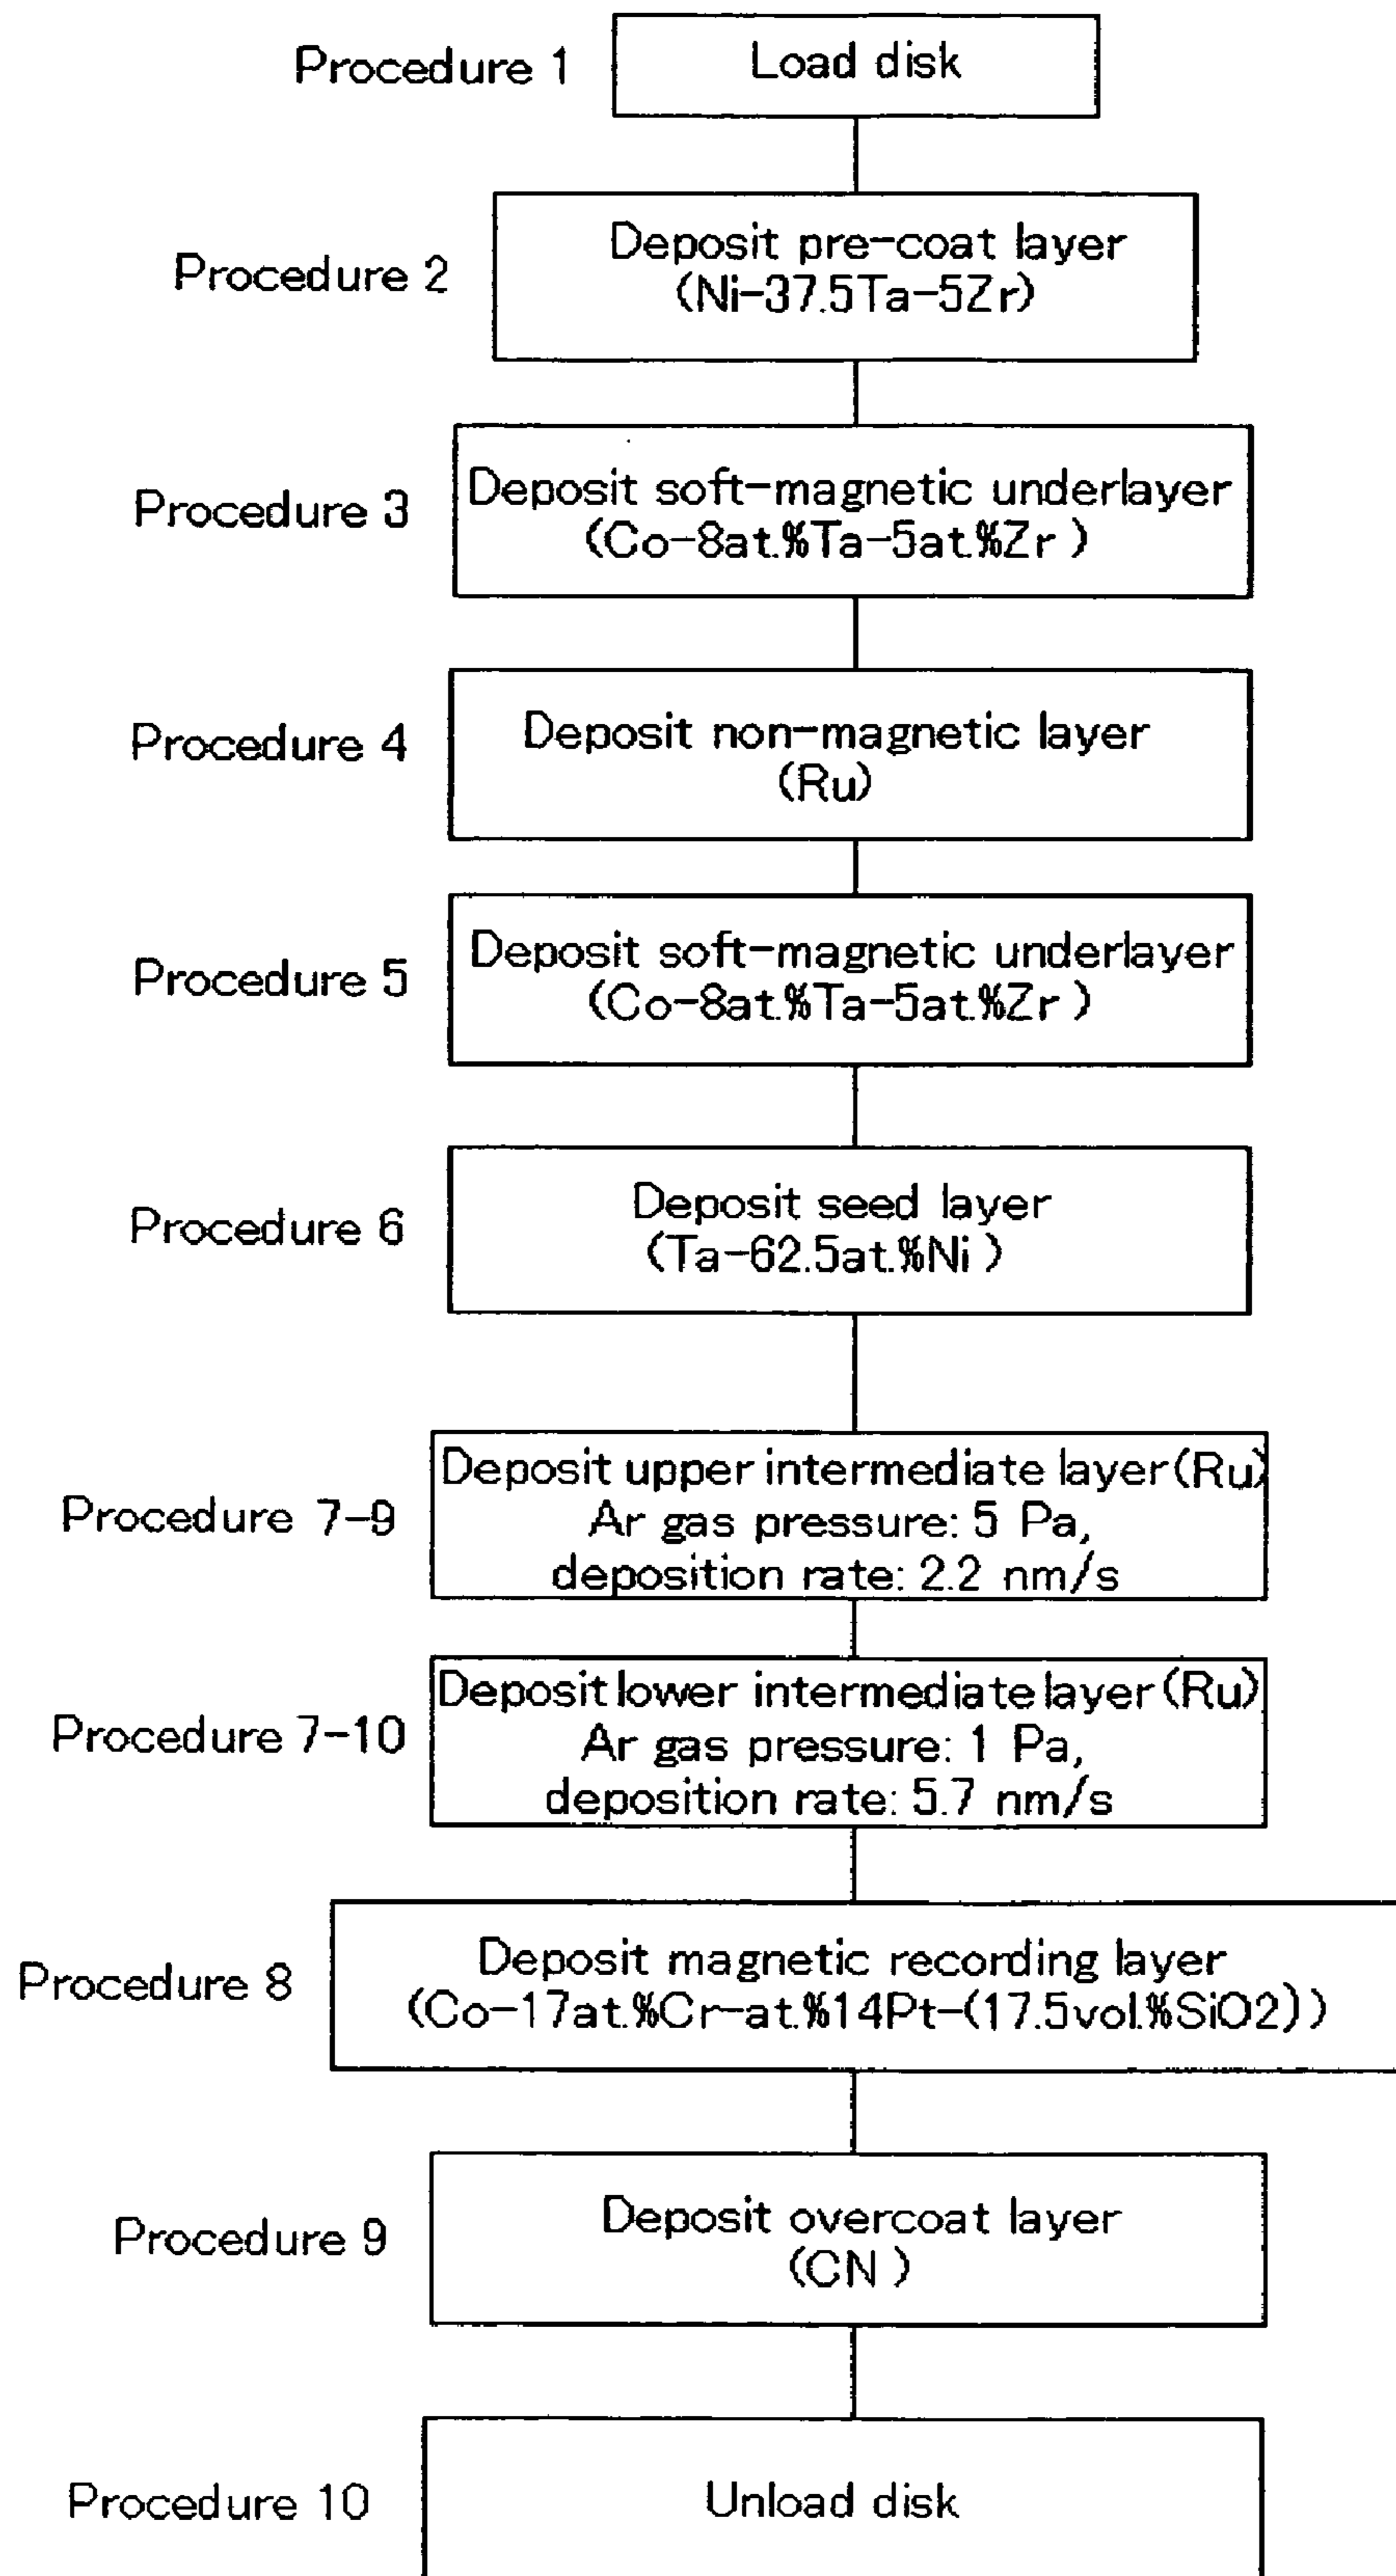 Procedure 1
Load disk
Procedure 2
Deposit pre-coat layer
(Ni-37.5Ta-5Zr)
Procedure 3
Deposit soft-magnetic underlayer
(Co-8at.%Ta-5at.%Zr)
Procedure 4
Deposit non-magnetic layer
(Ru)
Procedure 5
Deposit soft-magnetic underlayer
(Co-8at.%Ta-5at.%Zr)
Procedure 6
Deposit seed layer
(Ta-62.5at.%Ni)
Procedure 7-9
Deposit upper intermediate layer(Ru)
Ar gas pressure: 5 Pa,
deposition rate: 2.2 nm/s
Procedure 7-10
Deposit lower intermediate layer(Ru)
Ar gas pressure: 1 Pa,
deposition rate: 5.7 nm/s
Procedure 8
Deposit magnetic recording layer
(Co-17at.%Cr-at.%14Pt-(17.5vol.%SiO2))
Procedure 9
Deposit overcoat layer
(CN)
Procedure 10
Unload disk